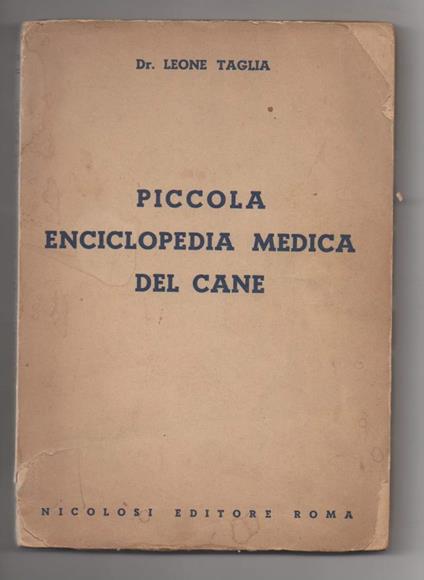 Dr. LEONE TAGLIA
PICCOLA
ENCICLOPEDIA MEDICA
DEL CANE
NICOLOSI EDITORE ROMA